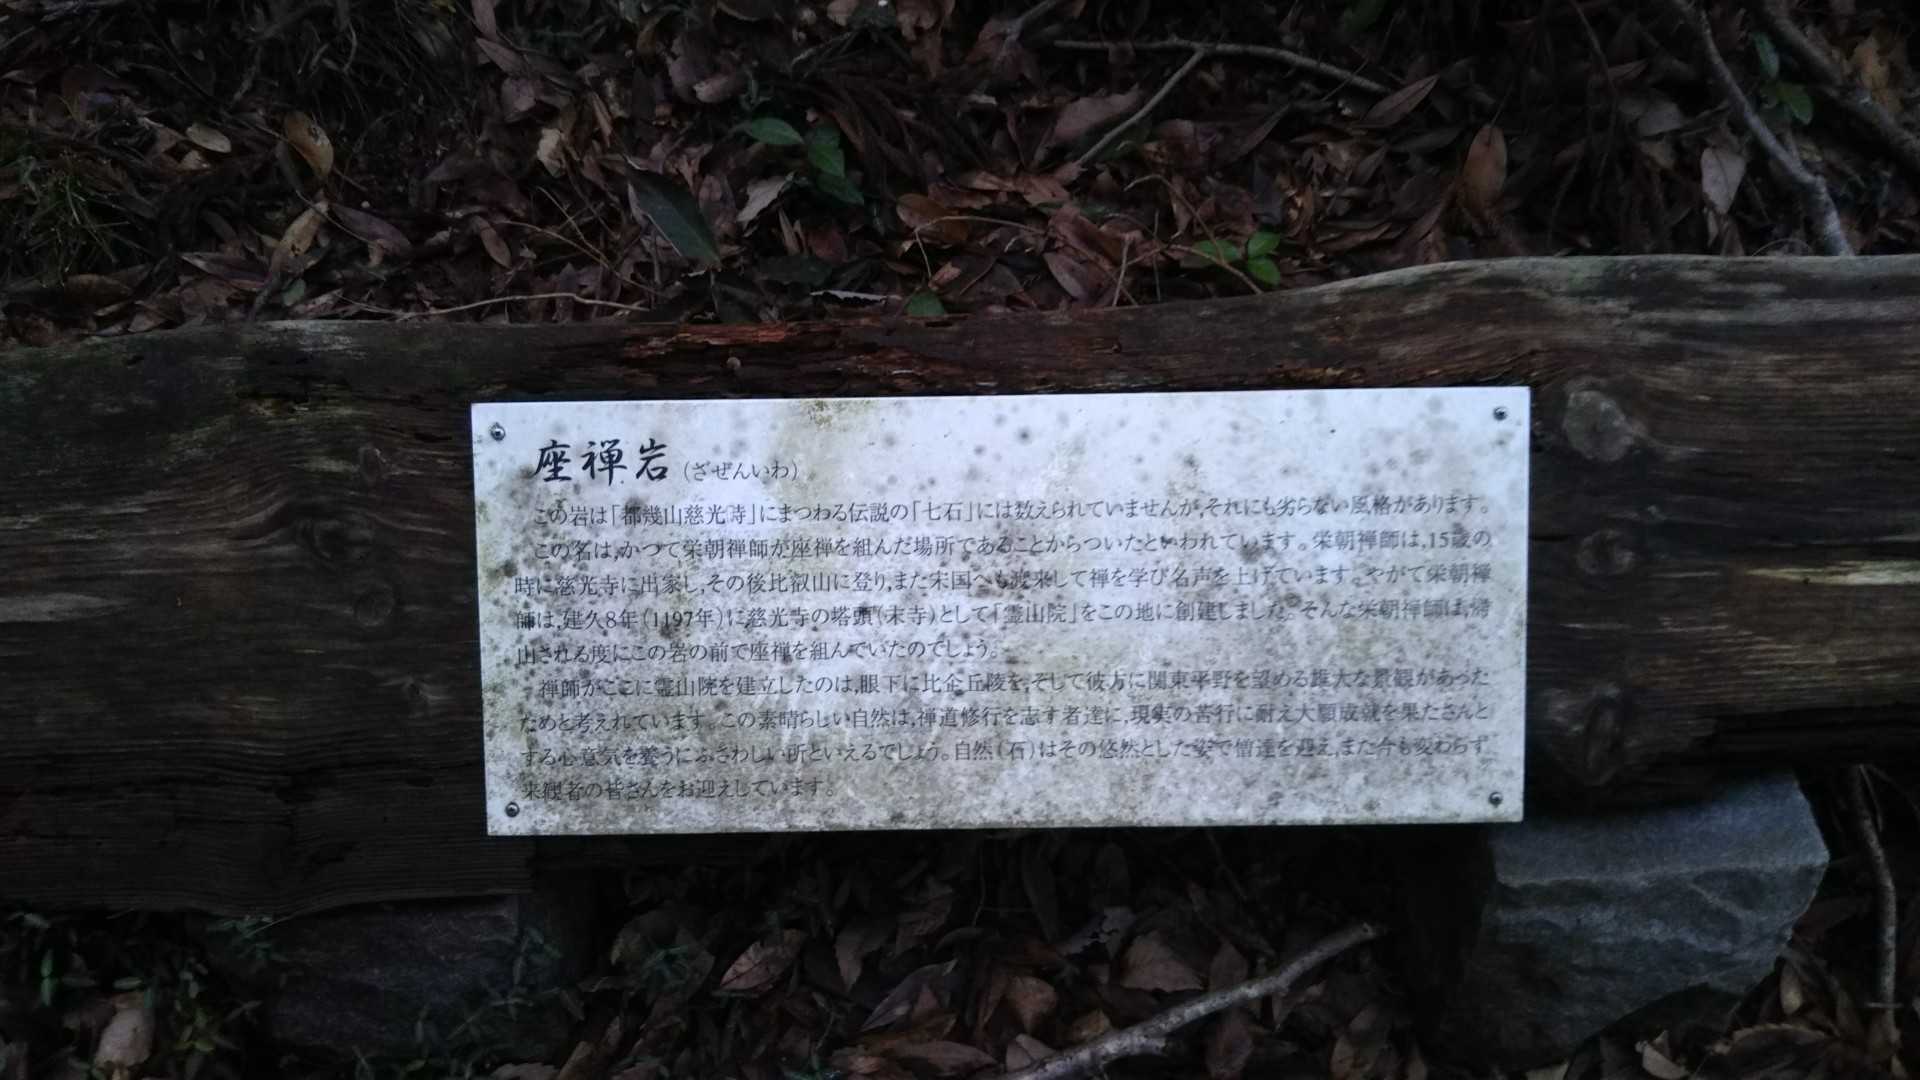 座禅岩（ざぜんいわ）
この岩は「都幾山慈光寺」にまつわる伝説の「七石」には数えられていませんが,それにも劣らない風格があります。
この名は,かつて栄朝禅師が座禅を組んだ場所であることからついたといわれています。栄朝禅師は,15歳の
時に慈光寺に出家し,その後比叡山に登り,また宋国へも渡来して禅を学び名声を上げています。やがて栄朝禅
師は,建久8年（1197年）に慈光寺の塔頭（末寺）として「霊山院」をこの地に創建しました。そんな栄朝禅師は,帰
山される度にこの岩の前で座禅を組んでいたのでしょう。
禅師がここに霊山院を建立したのは,眼下に比企丘陵を,そして彼方に関東平野を望める雄大な景観があった
ためと考えれています。この素晴らしい自然は,禅道修行を志す者達に,現実の苦行に耐え大願成就を果たさんと
する心意気を養うにふさわしい所といえるでしょう。自然（石）はその悠然とした姿で僧達を迎え,また今も変わらず,
来観者の皆さんをお迎えしています。